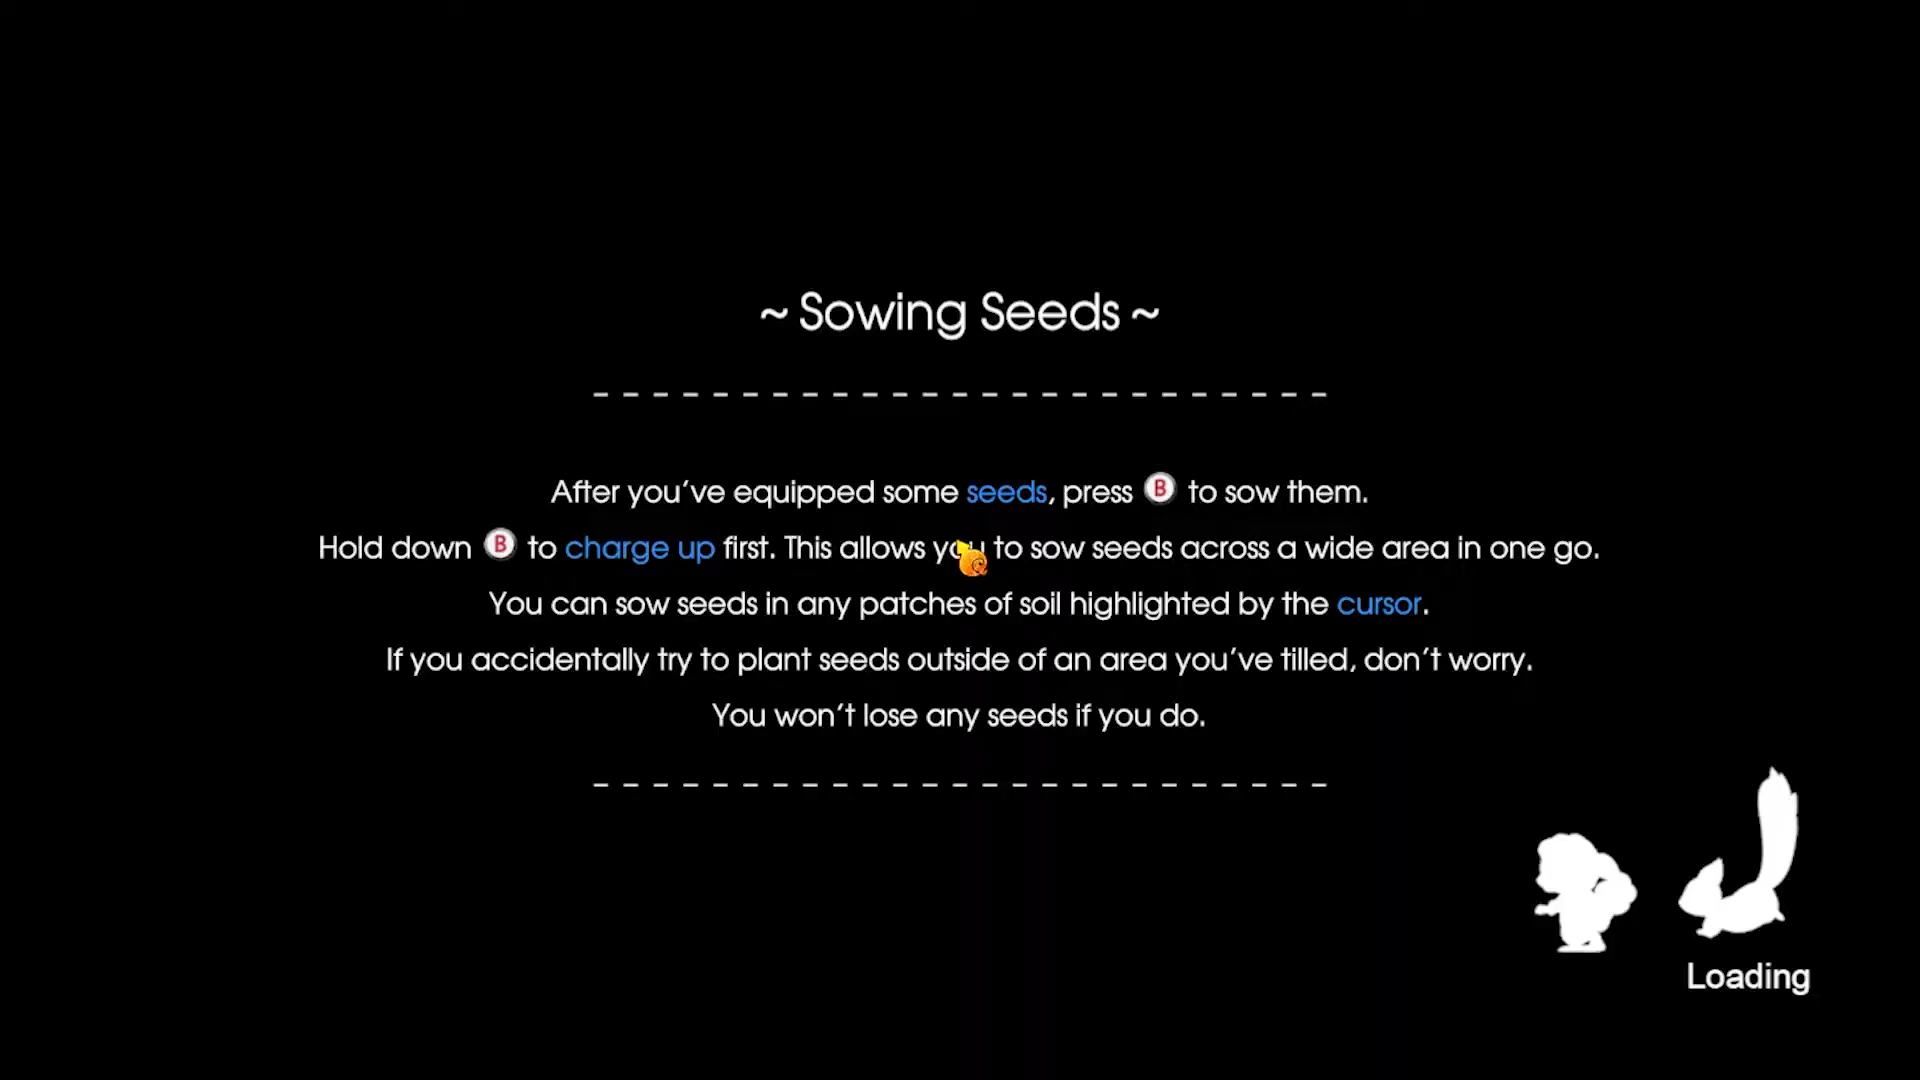 ~ Sowing Seeds ~
- - - - - - - - - - - - - - - - - - - - - - - - -
After you've equipped some seeds, press B to sow them.
Hold down B to charge up first. This allows you to sow seeds across a wide area in one go.
You can sow seeds in any patches of soil highlighted by the cursor.
If you accidentally try to plant seeds outside of an area you've tilled, don't worry.
You won't lose any seeds if you do.
- - - - - - - - - - - - - - - - - - - - - - - - -
Loading